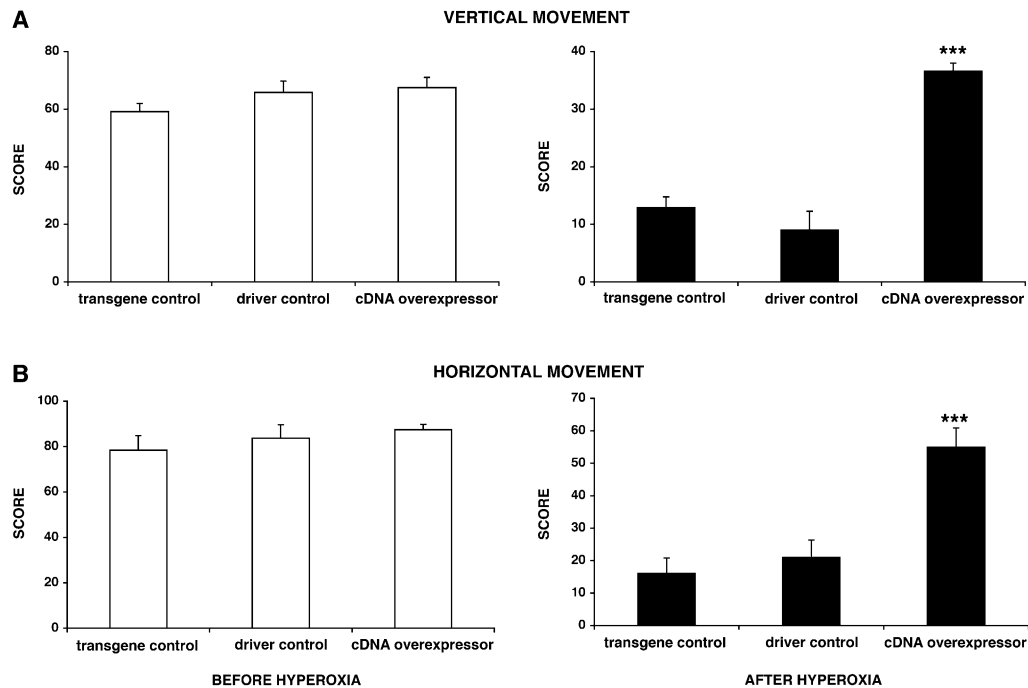 A
VERTICAL MOVEMENT
80
60
40
20
0
SCORE
transgene control
driver control
cDNA overexpressor
40
30
20
10
0
SCORE
***
transgene control
driver control
cDNA overexpressor
B
HORIZONTAL MOVEMENT
100
80
60
40
20
0
SCORE
transgene control
driver control
cDNA overexpressor
BEFORE HYPEROXIA
70
60
50
40
30
20
10
0
SCORE
***
transgene control
driver control
cDNA overexpressor
AFTER HYPEROXIA